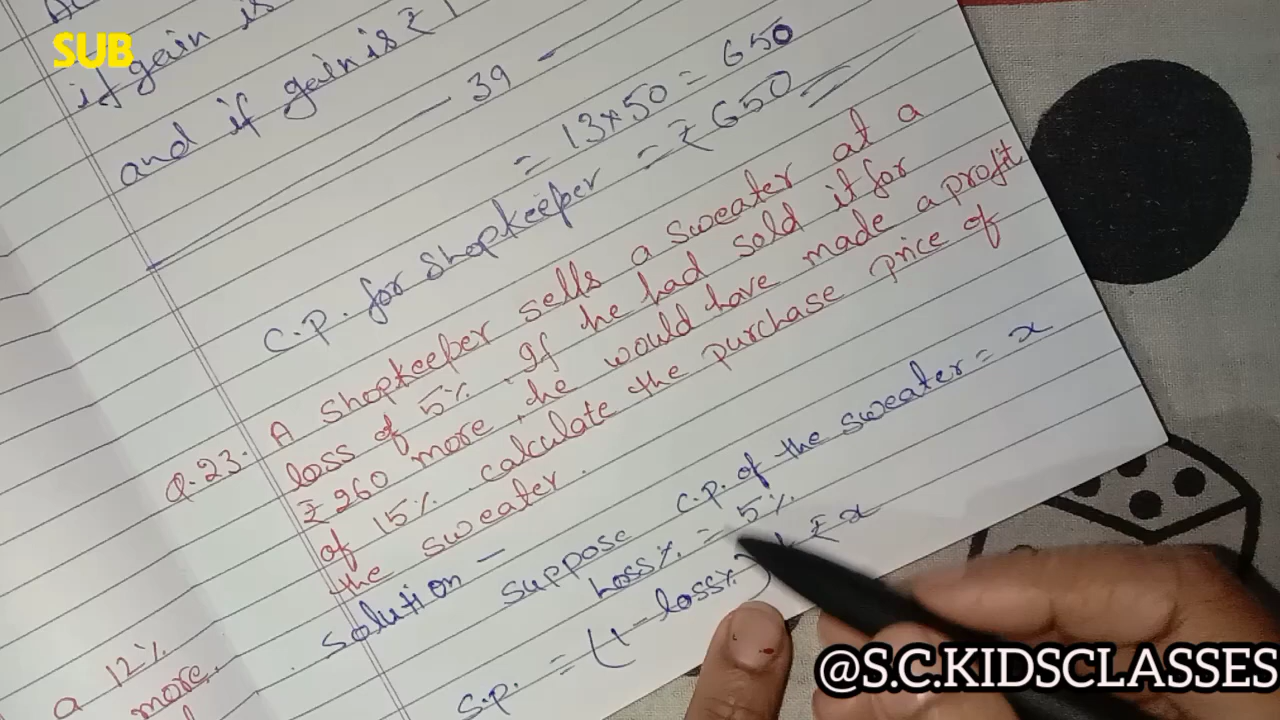 SUB
if gain is
and if gain is ₹ 1
39 -
= 13×50 = 650
C.P. for shopkeeper = ₹650
Q.23. A shopkeeper sells a sweater at a
loss of 5%. If he had sold it for
₹260 more, he would have made a profit
of 15%. calculate the purchase price of
the sweater.
solution -
suppose C.P. of the sweater = x
Loss% = 5%
S.P. = (1 - loss%) ₹ x
a 12%
more.
@S.C.KIDSCLASSES